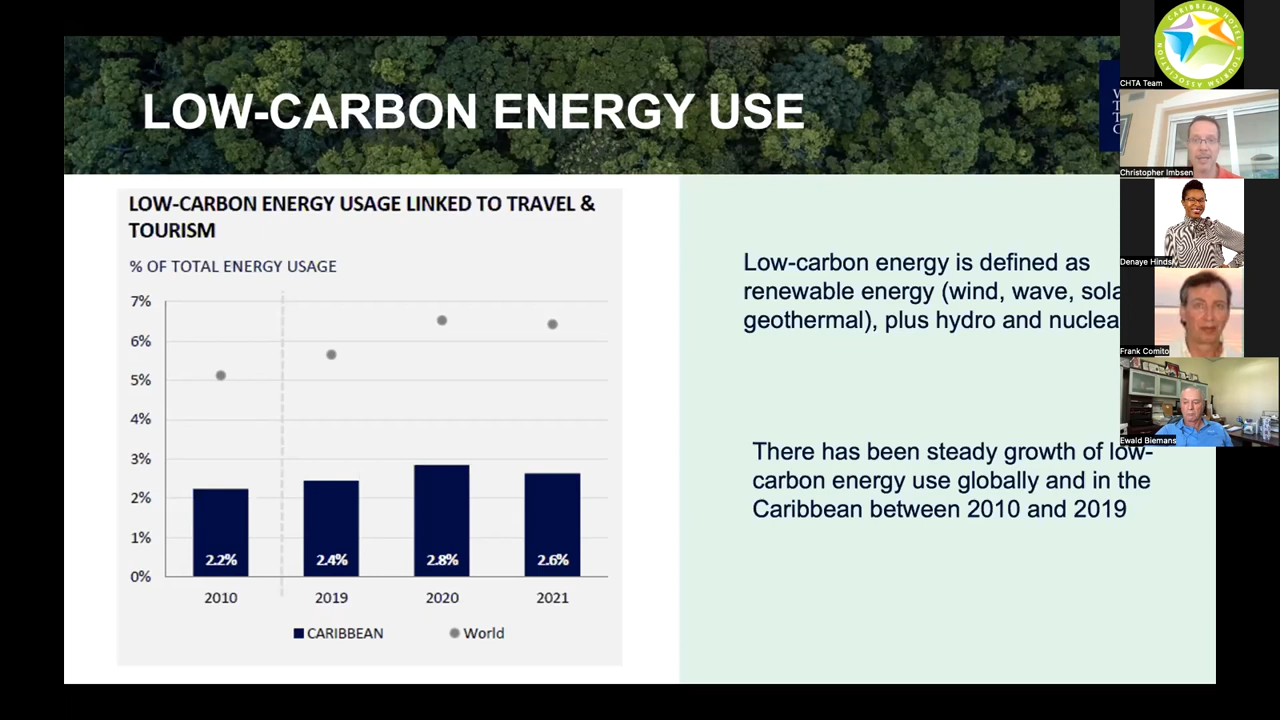 LOW-CARBON ENERGY USE
LOW-CARBON ENERGY USAGE LINKED TO TRAVEL &
TOURISM
% OF TOTAL ENERGY USAGE
7%
6%
5%
4%
3%
2%
1%
0%
2.2%
2.4%
2.8%
2.6%
2010
2019
2020
2021
CARIBBEAN
World
Low-carbon energy is defined as
renewable energy (wind, wave, sola
geothermal), plus hydro and nuclea
There has been steady growth of low-
carbon energy use globally and in the
Caribbean between 2010 and 2019
CARIBBEAN HOTEL & TOURISM ASSOCIATION
CHTA Team
Christopher Imbsen
Denaye Hinds
Frank Comito
Ewald Biemans